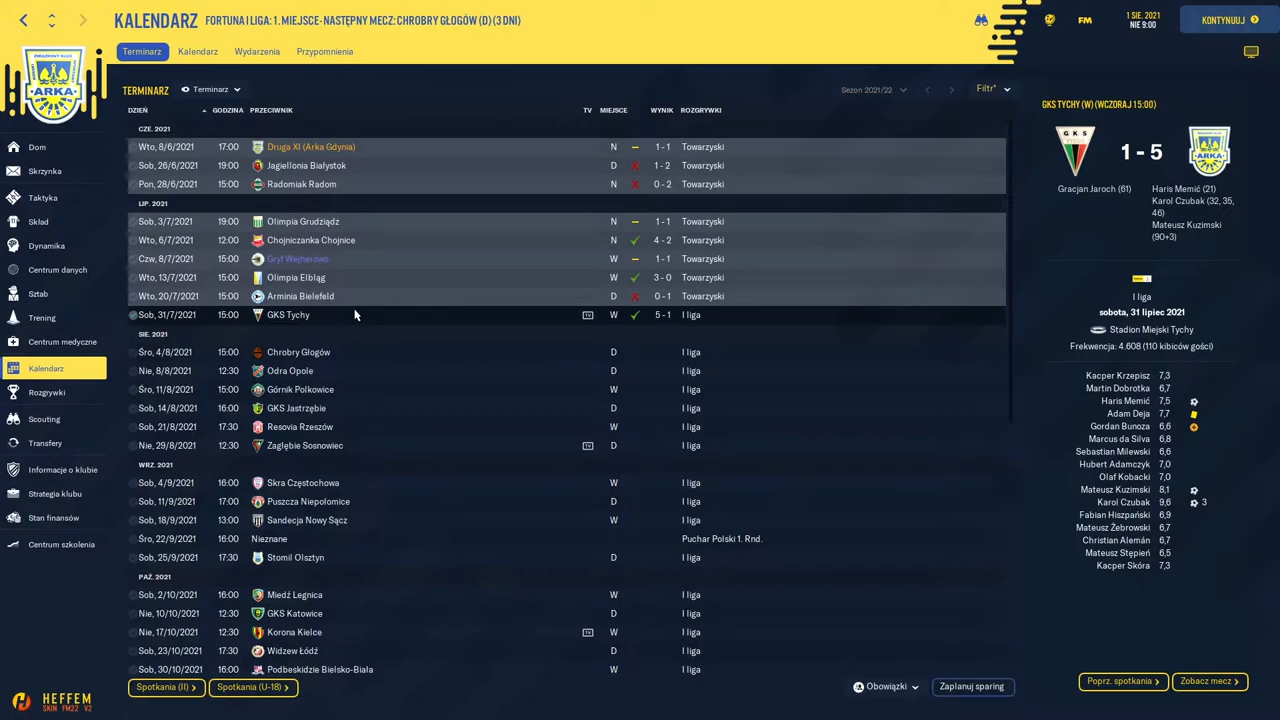 KALENDARZ FORTUNA I LIGA: 1. MIEJSCE-NASTĘPNY MECZ: CHROBRY GŁOGÓW (D) (3 DNI)
FM
1 SIE. 2021
NIE 9:00
KONTYNUUJ
Terminarz Kalendarz Wydarzenia Przypomnienia
ARKA
Dom
Skrzynka
Taktyka
Skład
Dynamika
Centrum danych
Sztab
Trening
Centrum medyczne
Kalendarz
Rozgrywki
Scouting
Transfery
Informacje o klubie
Strategia klubu
Stan finansów
Centrum szkolenia
HEFFEM
SKIN FM22 V2
TERMINARZ Terminarz Sezon 2021/22 Filtr*
DZIEŃ GODZINA PRZECIWNIK TV MIEJSCE WYNIK ROZGRYWKI
CZE. 2021
Wto, 8/6/2021 17:00 Druga XI (Arka Gdynia) N 1 - 1 Towarzyski
Sob, 26/6/2021 19:00 Jagiellonia Białystok D 1 - 2 Towarzyski
Pon, 28/6/2021 15:00 Radomiak Radom N 0 - 2 Towarzyski
LIP. 2021
Sob, 3/7/2021 19:00 Olimpia Grudziądz N 1 - 1 Towarzyski
Wto, 6/7/2021 12:00 Chojniczanka Chojnice N 4 - 2 Towarzyski
Czw, 8/7/2021 15:00 Gryf Wejherowo W 1 - 1 Towarzyski
Wto, 13/7/2021 15:00 Olimpia Elbląg W 3 - 0 Towarzyski
Wto, 20/7/2021 15:00 Arminia Bielefeld D 0 - 1 Towarzyski
Sob, 31/7/2021 15:00 GKS Tychy TV W 5 - 1 I liga
SIE. 2021
Śro, 4/8/2021 15:00 Chrobry Głogów D I liga
Nie, 8/8/2021 12:30 Odra Opole D I liga
Śro, 11/8/2021 15:00 Górnik Polkowice W I liga
Sob, 14/8/2021 16:00 GKS Jastrzębie D I liga
Sob, 21/8/2021 17:30 Resovia Rzeszów W I liga
Nie, 29/8/2021 12:30 Zagłębie Sosnowiec TV D I liga
WRZ. 2021
Sob, 4/9/2021 16:00 Skra Częstochowa W I liga
Sob, 11/9/2021 17:00 Puszcza Niepołomice D I liga
Sob, 18/9/2021 13:00 Sandecja Nowy Sącz W I liga
Śro, 22/9/2021 16:00 Nieznane Puchar Polski 1. Rnd.
Sob, 25/9/2021 17:30 Stomil Olsztyn D I liga
PAŹ. 2021
Sob, 2/10/2021 16:00 Miedź Legnica W I liga
Nie, 10/10/2021 12:30 GKS Katowice D I liga
Nie, 17/10/2021 12:30 Korona Kielce TV W I liga
Sob, 23/10/2021 17:30 Widzew Łódź D I liga
Sob, 30/10/2021 16:00 Podbeskidzie Bielsko-Biała W I liga
Spotkania (II) Spotkania (U-18) Obowiązki Zaplanuj sparing
GKS TYCHY (W) (WCZORAJ 15:00)
GKS 1 - 5 ARKA
Gracjan Jaroch (61)
Haris Memić (21)
Karol Czubak (32, 35,
46)
Mateusz Kuzimski
(90+3)
I liga
sobota, 31 lipiec 2021
Stadion Miejski Tychy
Frekwencja: 4.608 (110 kibiców gości)
Kacper Krzepisz 7,3
Martin Dobrotka 6,7
Haris Memić 7,5
Adam Deja 7,7
Gordan Bunoza 6,6
Marcus da Silva 6,8
Sebastian Milewski 6,6
Hubert Adamczyk 7,0
Olaf Kobacki 7,0
Mateusz Kuzimski 8,1
Karol Czubak 9,6 3
Fabian Hiszpański 6,9
Mateusz Żebrowski 6,7
Christian Alemán 6,7
Mateusz Stępień 6,5
Kacper Skóra 7,3
Poprz. spotkania Zobacz mecz